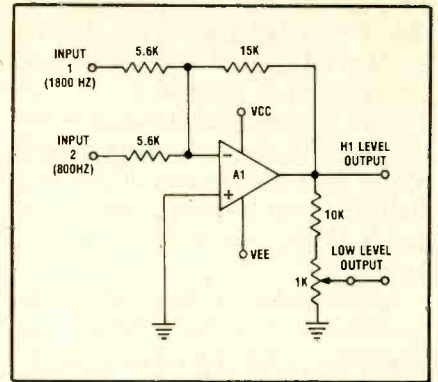 INPUT
1
(1800 HZ)
5.6K
15K
INPUT
2
(800HZ)
5.6K
VCC
A1
VEE
H1 LEVEL
OUTPUT
10K
LOW LEVEL
OUTPUT
1K